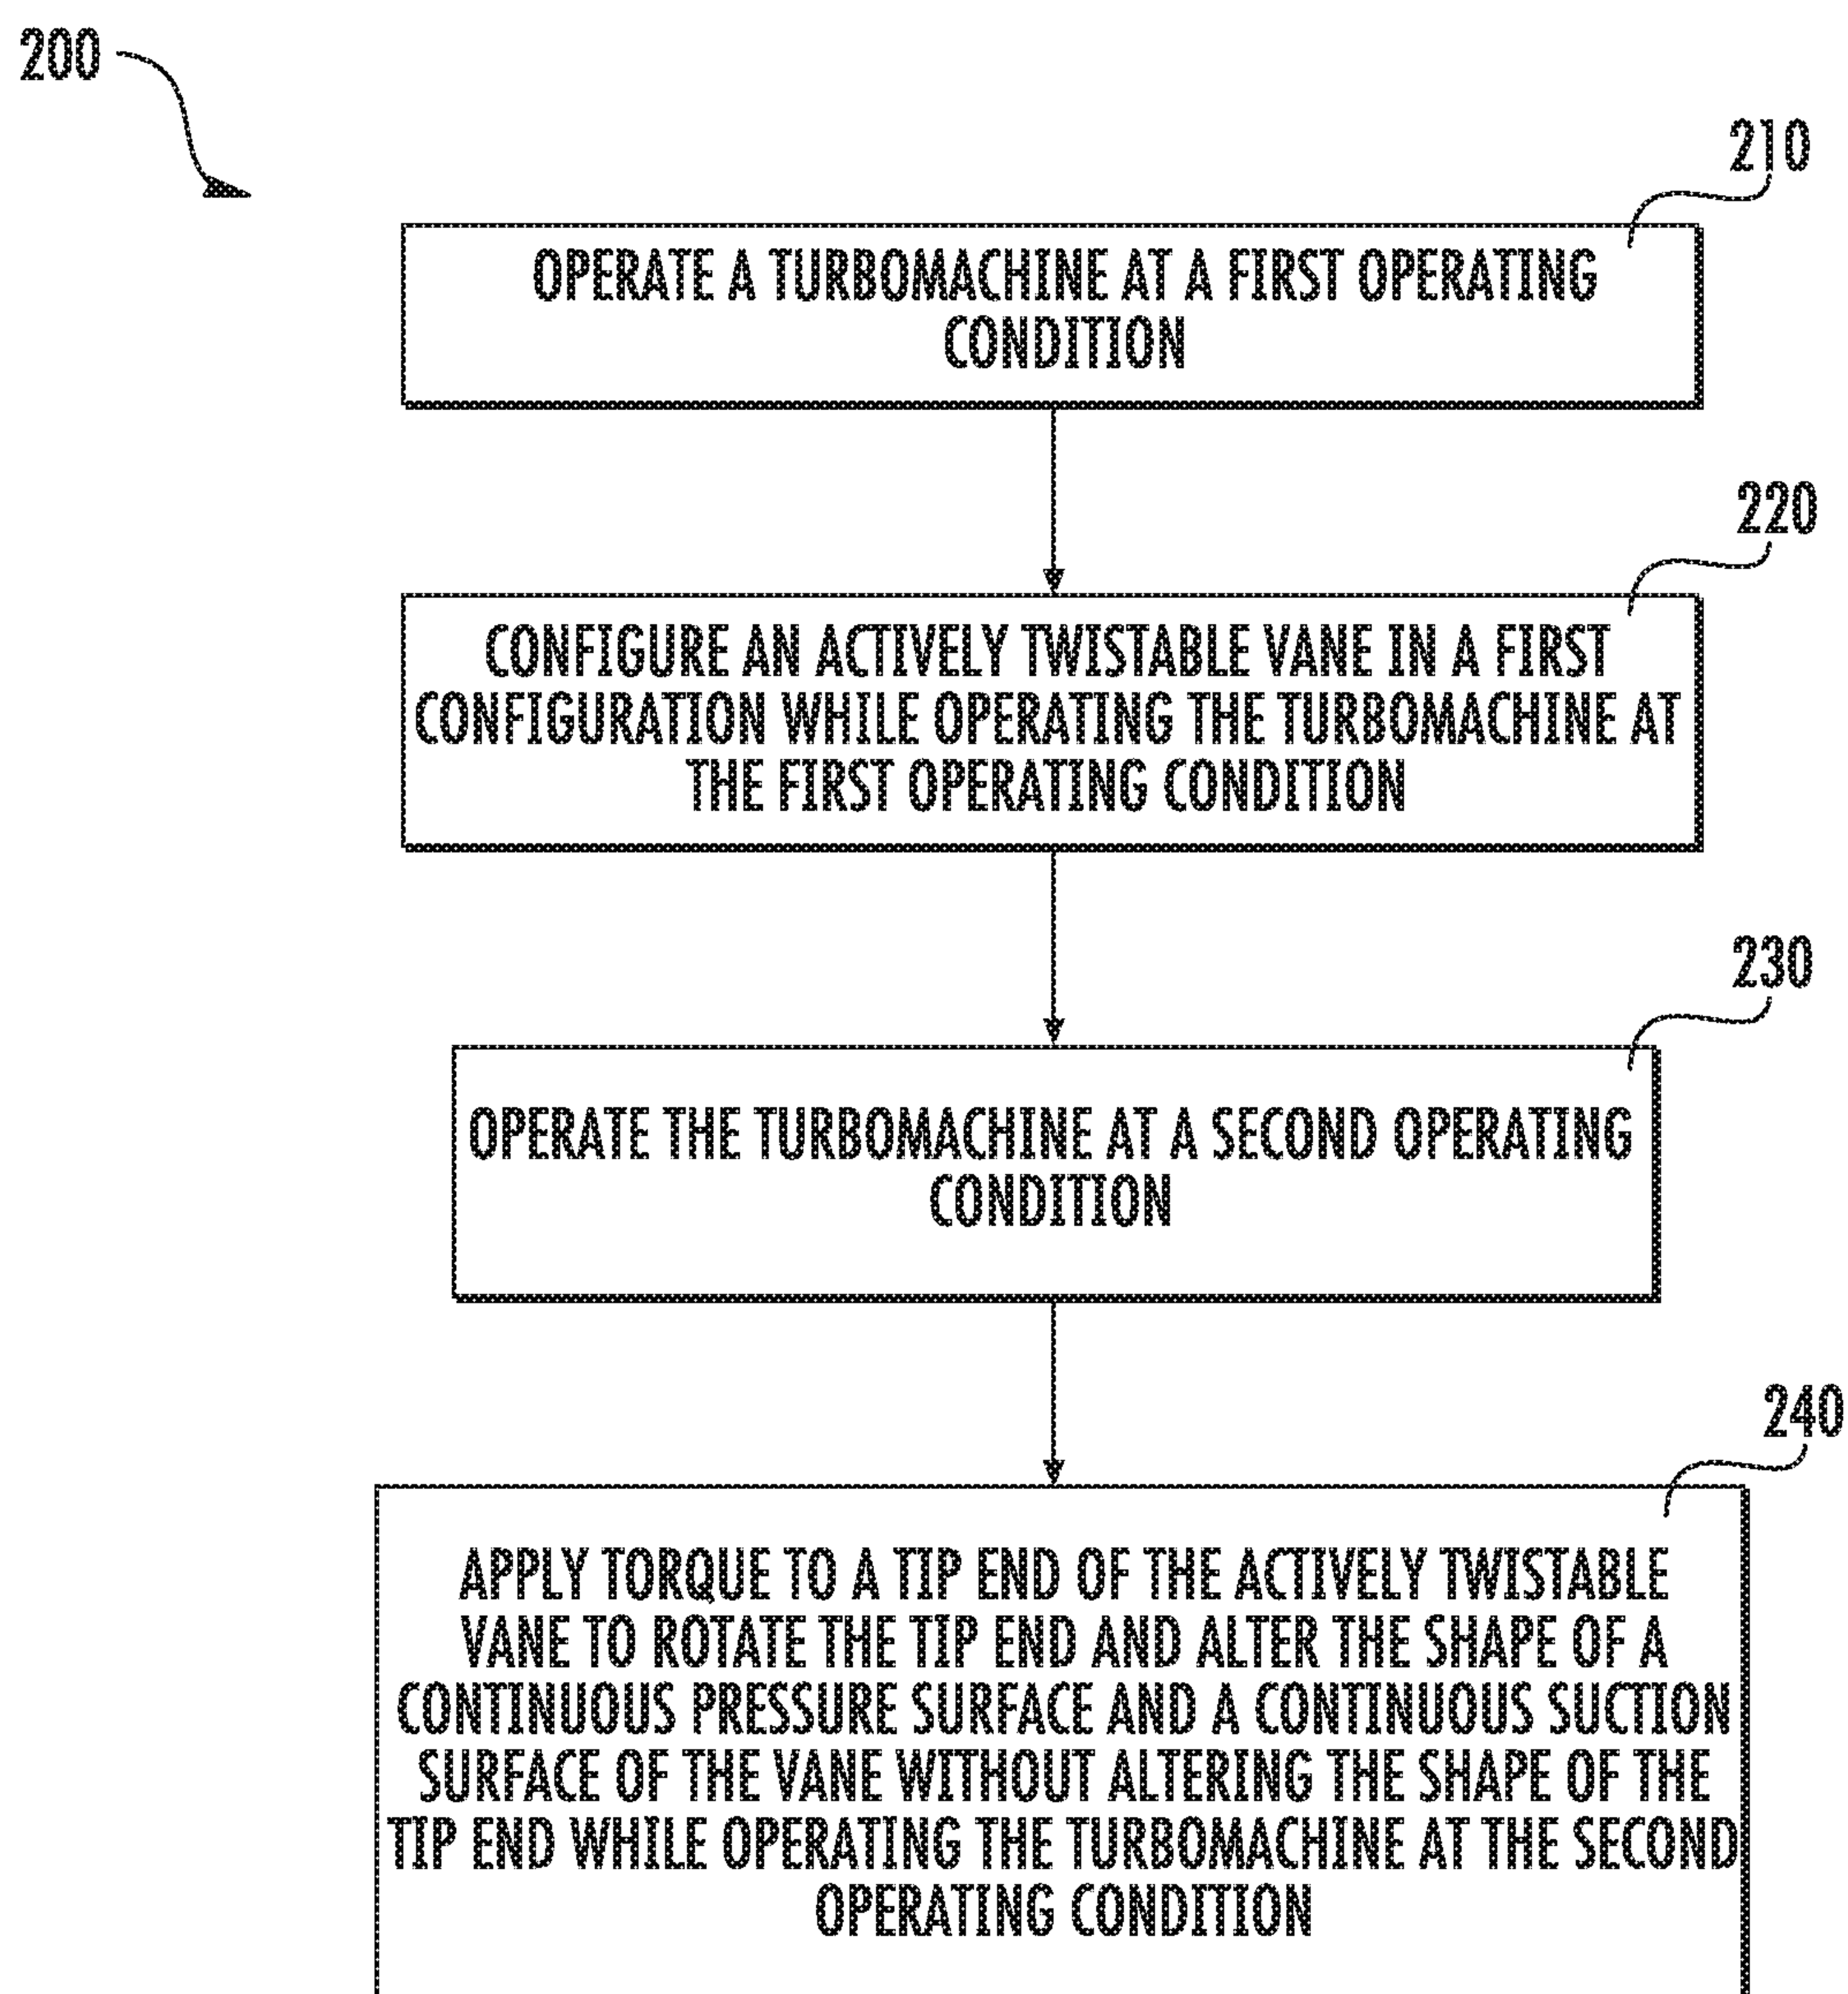 200
210
OPERATE A TURBOMACHINE AT A FIRST OPERATING
CONDITION
220
CONFIGURE AN ACTIVELY TWISTABLE VANE IN A FIRST
CONFIGURATION WHILE OPERATING THE TURBOMACHINE AT
THE FIRST OPERATING CONDITION
230
OPERATE THE TURBOMACHINE AT A SECOND OPERATING
CONDITION
240
APPLY TORQUE TO A TIP END OF THE ACTIVELY TWISTABLE
VANE TO ROTATE THE TIP END AND ALTER THE SHAPE OF A
CONTINUOUS PRESSURE SURFACE AND A CONTINUOUS SUCTION
SURFACE OF THE VANE WITHOUT ALTERING THE SHAPE OF THE
TIP END WHILE OPERATING THE TURBOMACHINE AT THE SECOND
OPERATING CONDITION